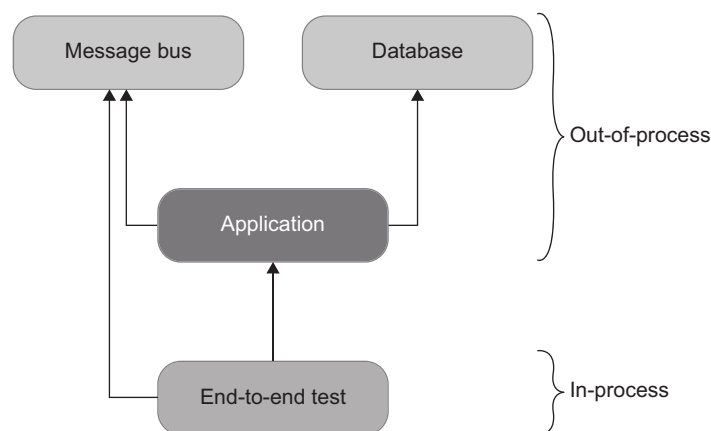 Message bus
Database
Out-of-process
Application
End-to-end test
In-process